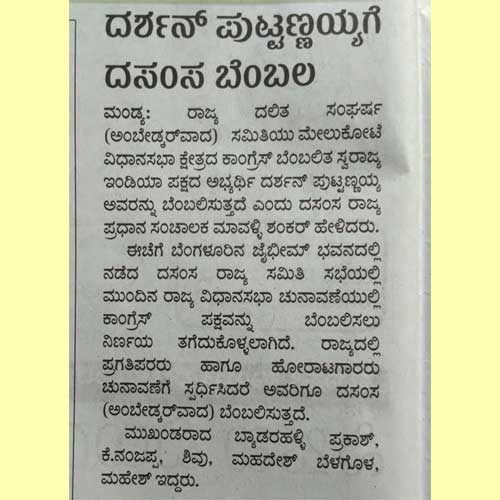 ದರ್ಶನ್ ಪುಟ್ಟಣ್ಣಯ್ಯಗೆ
ದಸಂಸ ಬೆಂಬಲ
ಮಂಡ್ಯ: ರಾಜ್ಯ ದಲಿತ ಸಂಘರ್ಷ
(ಅಂಬೇಡ್ಕರ್‌ವಾದ) ಸಮಿತಿಯು ಮೇಲುಕೋಟೆ
ವಿಧಾನಸಭಾ ಕ್ಷೇತ್ರದ ಕಾಂಗ್ರೆಸ್ ಬೆಂಬಲಿತ ಸ್ವರಾಜ್ಯ
ಇಂಡಿಯಾ ಪಕ್ಷದ ಅಭ್ಯರ್ಥಿ ದರ್ಶನ್ ಪುಟ್ಟಣ್ಣಯ್ಯ
ಅವರನ್ನು ಬೆಂಬಲಿಸುತ್ತದೆ ಎಂದು ದಸಂಸ ರಾಜ್ಯ
ಪ್ರಧಾನ ಸಂಚಾಲಕ ಮಾವಳ್ಳಿ ಶಂಕರ್ ಹೇಳಿದರು.
ಈಚೆಗೆ ಬೆಂಗಳೂರಿನ ಜೈಭೀಮ್ ಭವನದಲ್ಲಿ
ನಡೆದ ದಸಂಸ ರಾಜ್ಯ ಸಮಿತಿ ಸಭೆಯಲ್ಲಿ
ಮುಂದಿನ ರಾಜ್ಯ ವಿಧಾನಸಭಾ ಚುನಾವಣೆಯಲ್ಲಿ
ಕಾಂಗ್ರೆಸ್ ಪಕ್ಷವನ್ನು ಬೆಂಬಲಿಸಲು
ನಿರ್ಣಯ ತೆಗೆದುಕೊಳ್ಳಲಾಗಿದೆ. ರಾಜ್ಯದಲ್ಲಿ
ಪ್ರಗತಿಪರರು ಹಾಗೂ ಹೋರಾಟಗಾರರು
ಚುನಾವಣೆಗೆ ಸ್ಪರ್ಧಿಸಿದರೆ ಅವರಿಗೂ ದಸಂಸ
(ಅಂಬೇಡ್ಕರ್‌ವಾದ) ಬೆಂಬಲಿಸುತ್ತದೆ.
ಮುಖಂಡರಾದ ಬ್ಯಾಡರಹಳ್ಳಿ ಪ್ರಕಾಶ್,
ಕೆ.ನಂಜಪ್ಪ, ಶಿವು, ಮಹದೇಶ್ ಬೆಳಗೊಳ,
ಮಹೇಶ್ ಇದ್ದರು.